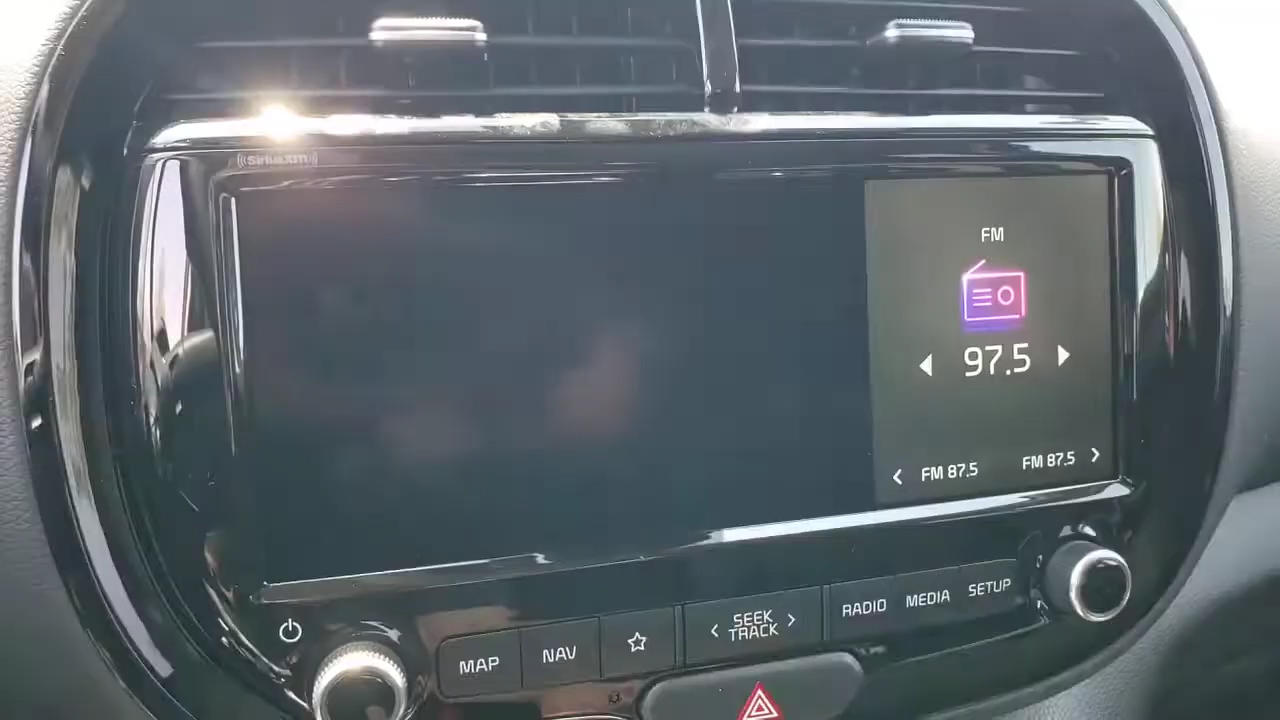 ((SiriusXM))
FM
97.5
FM 87.5
FM 87.5
MAP
NAV
SEEK
TRACK
RADIO
MEDIA
SETUP